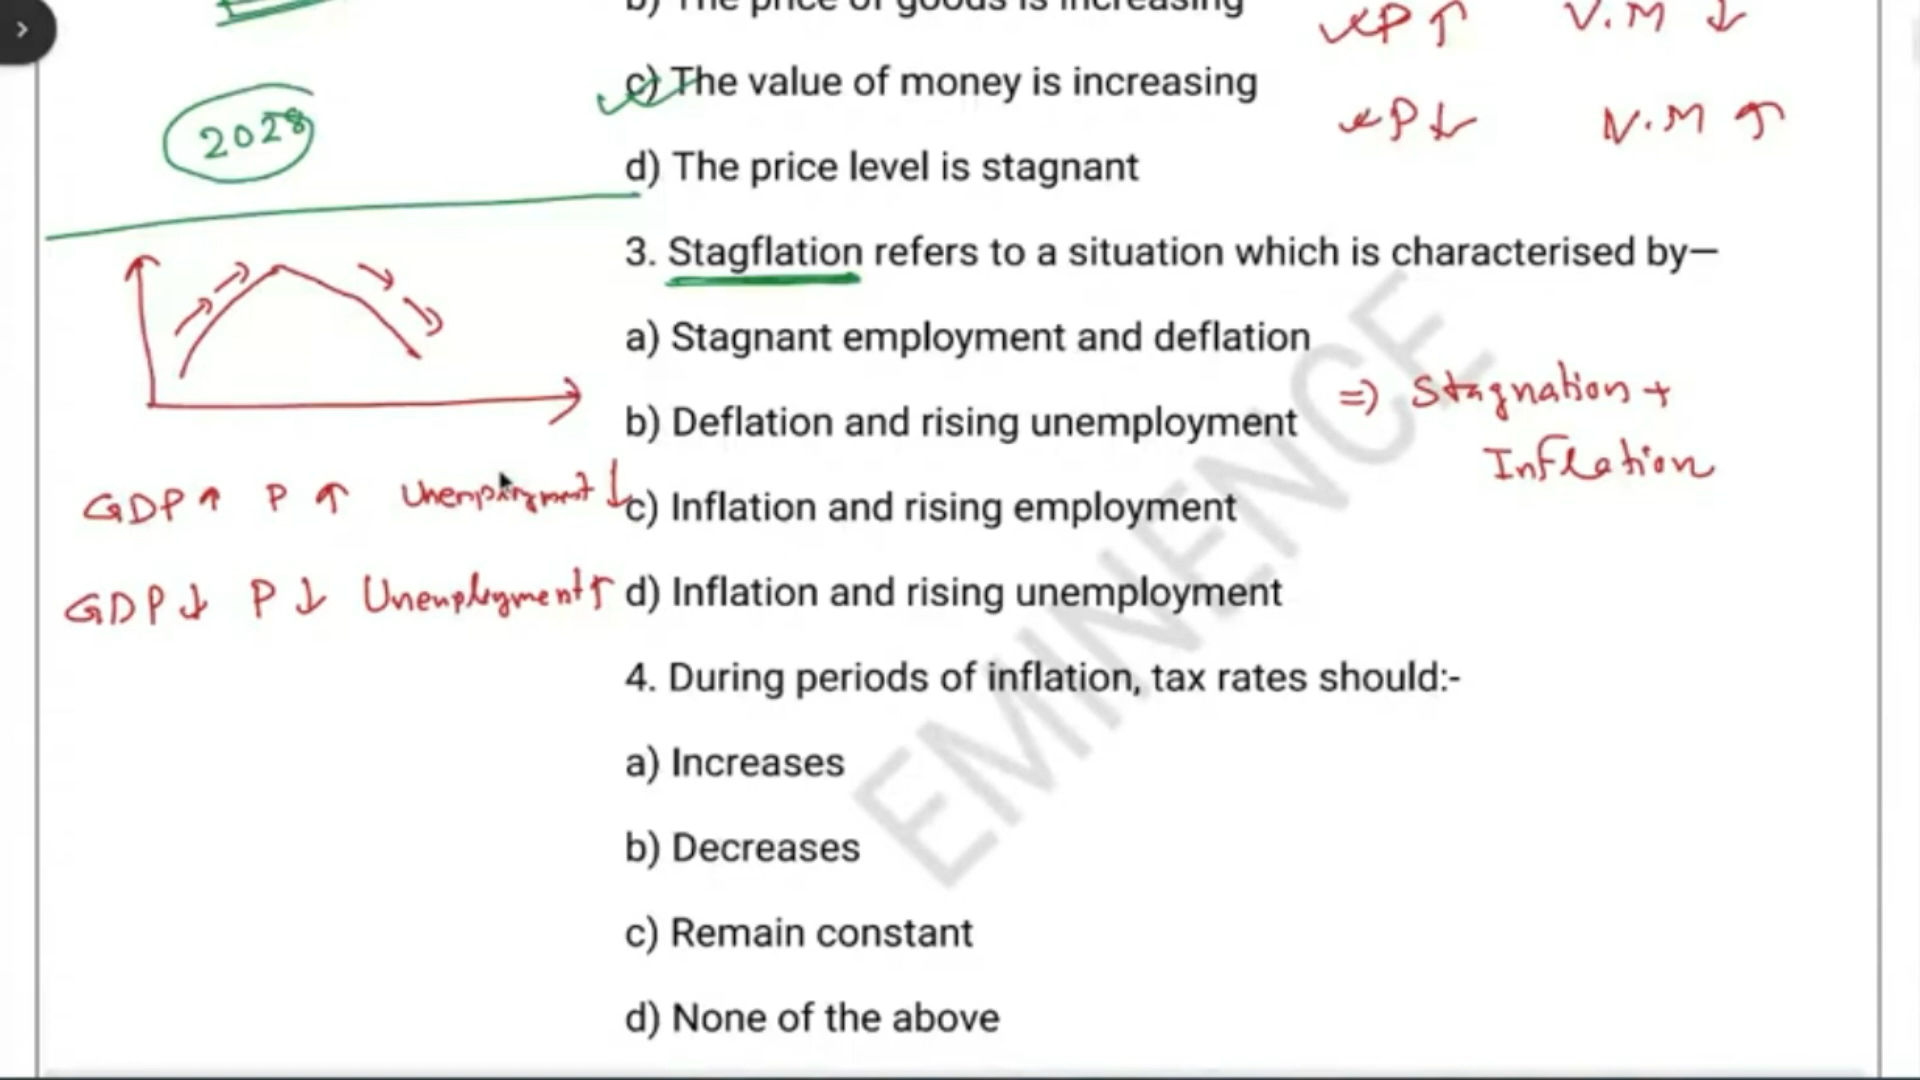 b) The price of goods is increasing
P ↑ V.M ↓
c) The value of money is increasing
P ↓ V.M ↑
2028
d) The price level is stagnant
3. Stagflation refers to a situation which is characterised by—
a) Stagnant employment and deflation
⇒ Stagnation +
b) Deflation and rising unemployment
Inflation
GDP ↑ P ↑ Unemployment ↓
c) Inflation and rising employment
GDP ↓ P ↓ Unemployment ↑
d) Inflation and rising unemployment
4. During periods of inflation, tax rates should:-
a) Increases
b) Decreases
c) Remain constant
d) None of the above
EMINENCE